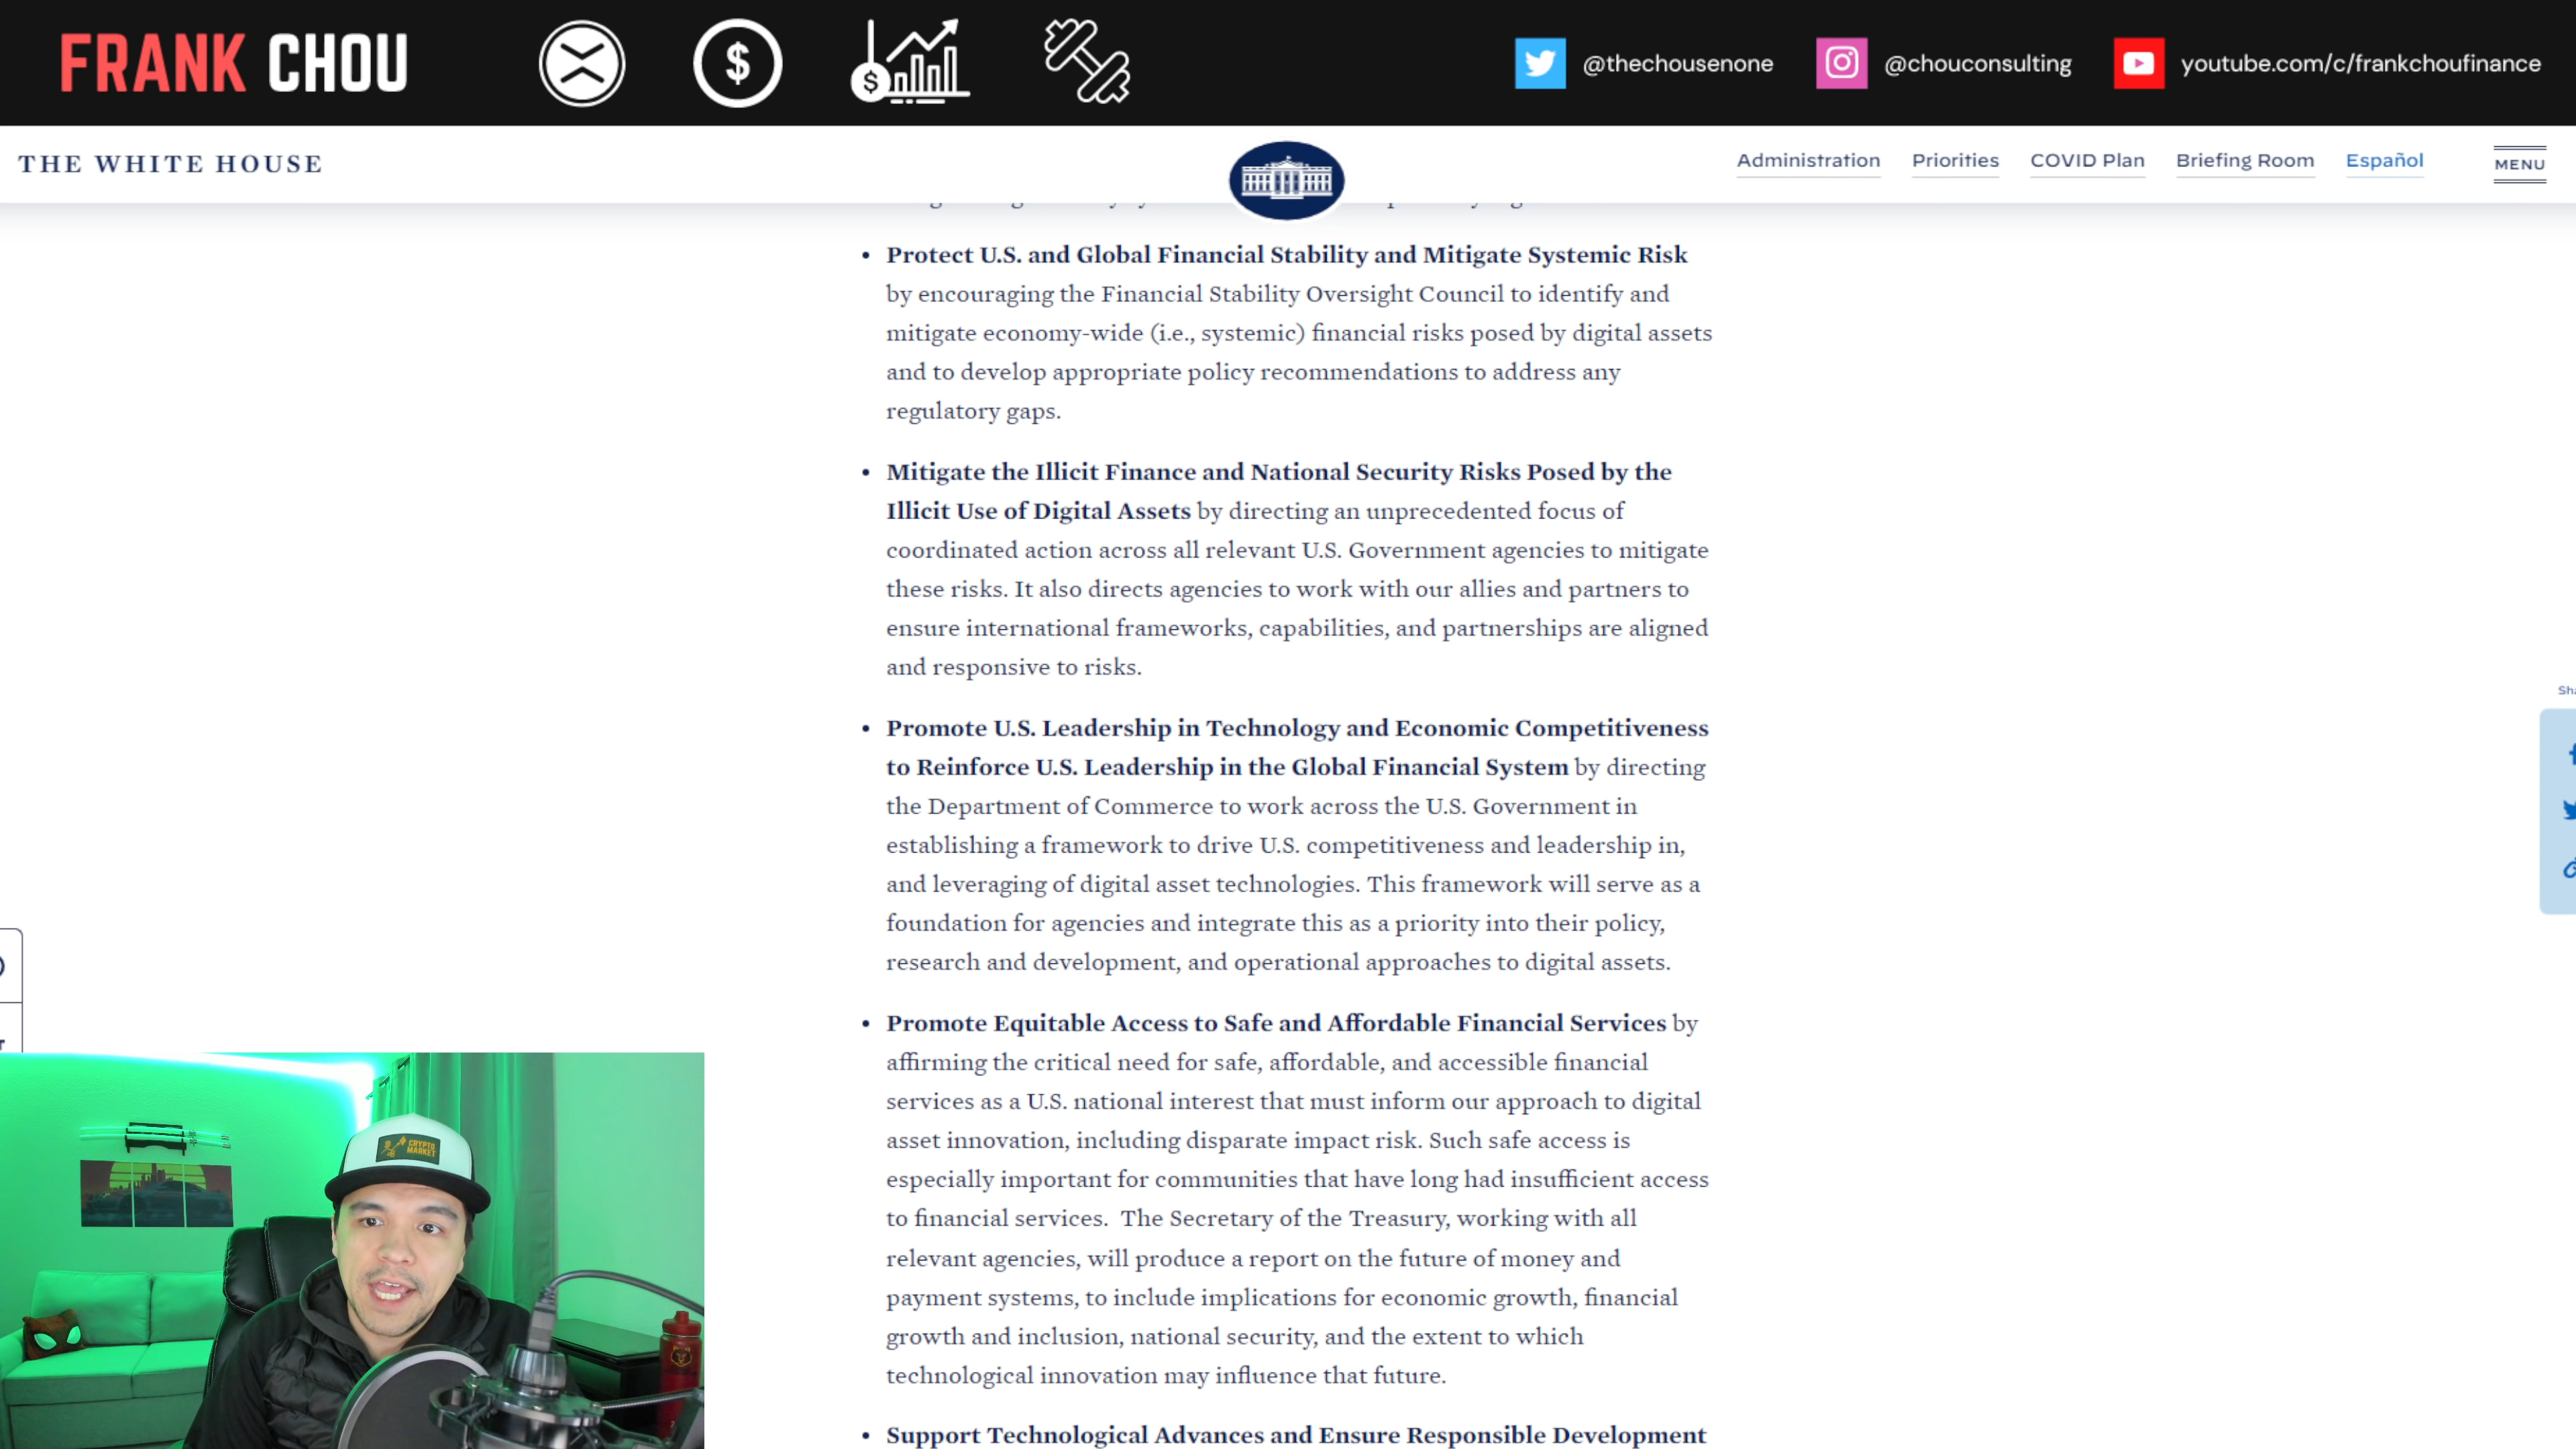 FRANK CHOU
@thechousenone
@chouconsulting
youtube.com/c/frankchoufinance
THE WHITE HOUSE
Administration
Priorities
COVID Plan
Briefing Room
Español
MENU
• Protect U.S. and Global Financial Stability and Mitigate Systemic Risk
by encouraging the Financial Stability Oversight Council to identify and
mitigate economy-wide (i.e., systemic) financial risks posed by digital assets
and to develop appropriate policy recommendations to address any
regulatory gaps.
• Mitigate the Illicit Finance and National Security Risks Posed by the
Illicit Use of Digital Assets by directing an unprecedented focus of
coordinated action across all relevant U.S. Government agencies to mitigate
these risks. It also directs agencies to work with our allies and partners to
ensure international frameworks, capabilities, and partnerships are aligned
and responsive to risks.
• Promote U.S. Leadership in Technology and Economic Competitiveness
to Reinforce U.S. Leadership in the Global Financial System by directing
the Department of Commerce to work across the U.S. Government in
establishing a framework to drive U.S. competitiveness and leadership in,
and leveraging of digital asset technologies. This framework will serve as a
foundation for agencies and integrate this as a priority into their policy,
research and development, and operational approaches to digital assets.
• Promote Equitable Access to Safe and Affordable Financial Services by
affirming the critical need for safe, affordable, and accessible financial
services as a U.S. national interest that must inform our approach to digital
asset innovation, including disparate impact risk. Such safe access is
especially important for communities that have long had insufficient access
to financial services. The Secretary of the Treasury, working with all
relevant agencies, will produce a report on the future of money and
payment systems, to include implications for economic growth, financial
growth and inclusion, national security, and the extent to which
technological innovation may influence that future.
• Support Technological Advances and Ensure Responsible Development
CRYPTO
MARKET